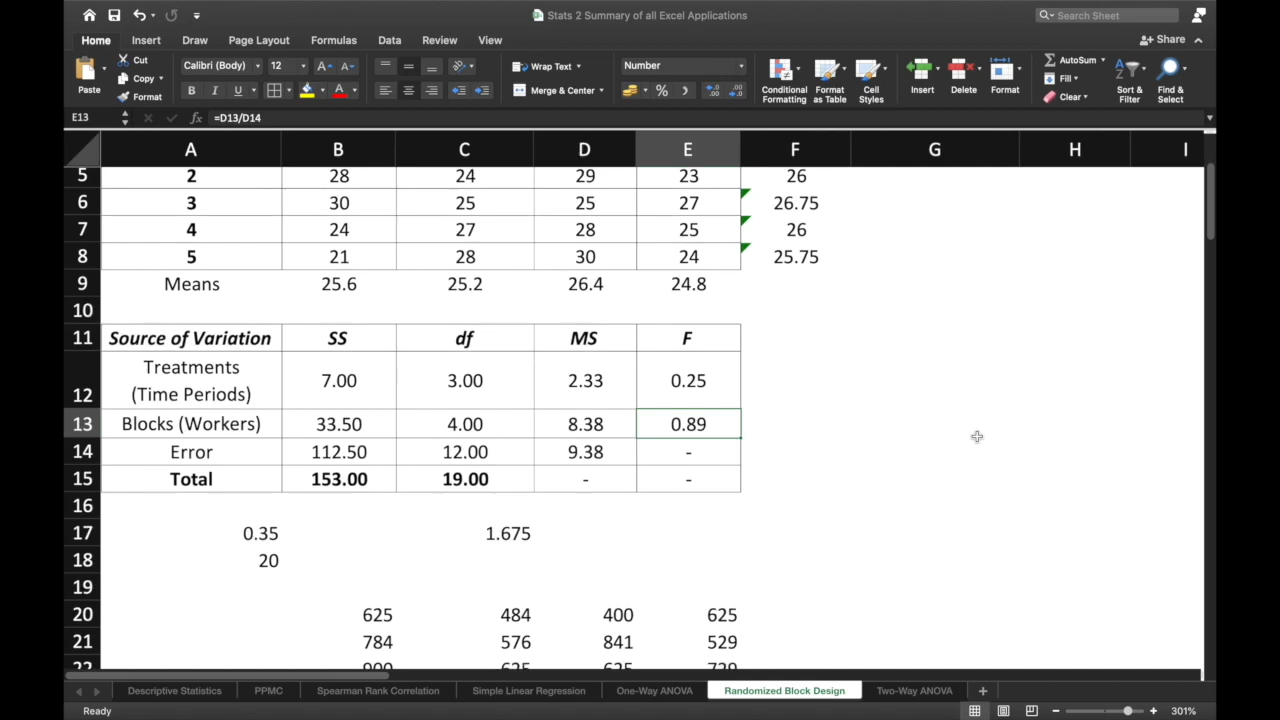 Stats 2 Summary of all Excel Applications
Search Sheet
Home Insert Draw Page Layout Formulas Data Review View
Share
Paste
Cut
Copy
Format
Calibri (Body) 12
B I U
Wrap Text
Merge & Center
Number
Conditional Formatting
Format as Table
Cell Styles
Insert
Delete
Format
AutoSum
Fill
Clear
Sort & Filter
Find & Select
E13 fx =D13/D14
A B C D E F G H I
5 2 28 24 29 23 26
6 3 30 25 25 27 26.75
7 4 24 27 28 25 26
8 5 21 28 30 24 25.75
9 Means 25.6 25.2 26.4 24.8
10
11 Source of Variation SS df MS F
12 Treatments (Time Periods) 7.00 3.00 2.33 0.25
13 Blocks (Workers) 33.50 4.00 8.38 0.89
14 Error 112.50 12.00 9.38 -
15 Total 153.00 19.00 - -
16
17 0.35 1.675
18 20
19
20 625 484 400 625
21 784 576 841 529
22 900 625 625 729
Descriptive Statistics PPMC Spearman Rank Correlation Simple Linear Regression One-Way ANOVA Randomized Block Design Two-Way ANOVA +
Ready
301%